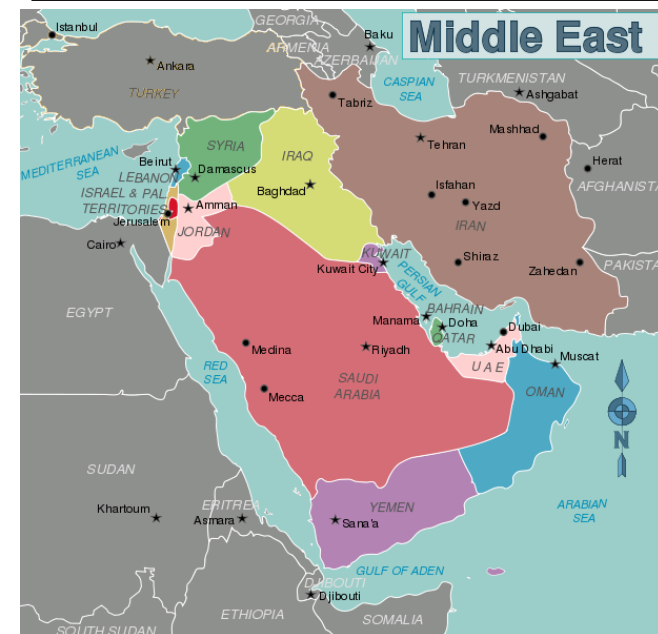 Middle East
GEORGIA
Istanbul
Baku
ARMENIA
AZERBAIJAN
Ankara
TURKEY
CASPIAN
SEA
TURKMENISTAN
Ashgabat
Tabriz
Mashhad
Tehran
SYRIA
IRAQ
MEDITERRANEAN
SEA
Beirut
Damascus
LEBANON
Herat
AFGHANISTA
ISRAEL & PAL.
TERRITORIES
Baghdad
Isfahan
Yazd
Amman
Jerusalem
JORDAN
IRAN
Cairo
KUWAIT
Kuwait City
PERSIAN
GULF
Shiraz
Zahedan
PAKISTA
EGYPT
BAHRAIN
Manama
Doha
QATAR
Dubai
Abu Dhabi
Muscat
Medina
Riyadh
RED
SEA
SAUDI
ARABIA
UAE
OMAN
Mecca
N
SUDAN
Khartoum
ERITREA
Asmara
YEMEN
Sana'a
ARABIAN
SEA
GULF OF ADEN
DJIBOUTI
Djibouti
ETHIOPIA
SOMALIA
SOUTH SUDAN